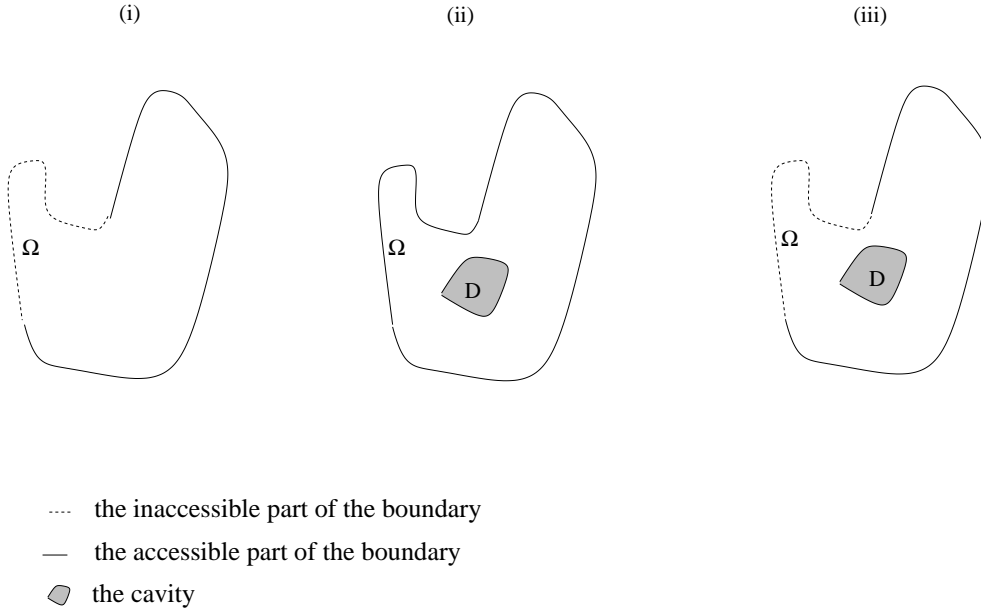 (i) (ii) (iii)
Ω Ω Ω
D D
the inaccessible part of the boundary
the accessible part of the boundary
the cavity